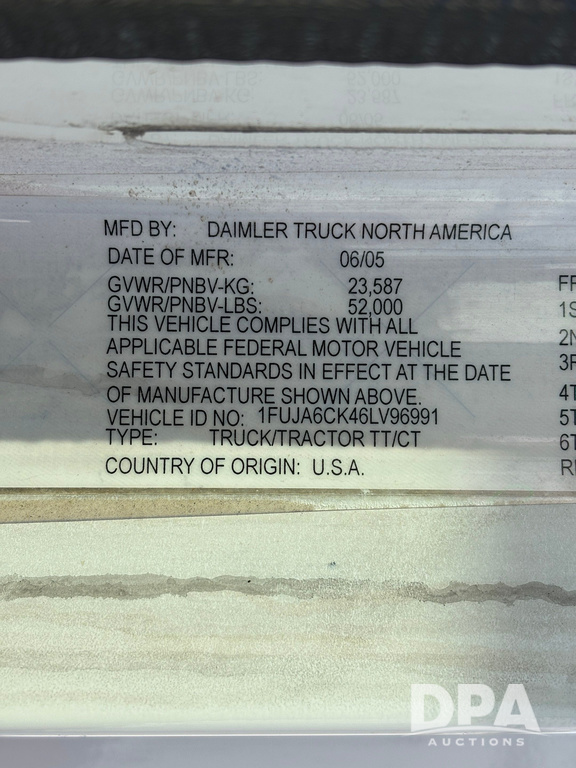 MFD BY: DAIMLER TRUCK NORTH AMERICA
DATE OF MFR: 06/05
GVWR/PNBV-KG: 23,587
GVWR/PNBV-LBS: 52,000
THIS VEHICLE COMPLIES WITH ALL
APPLICABLE FEDERAL MOTOR VEHICLE
SAFETY STANDARDS IN EFFECT AT THE DATE
OF MANUFACTURE SHOWN ABOVE.
VEHICLE ID NO: 1FUJA6CK46LV96991
TYPE: TRUCK/TRACTOR TT/CT
COUNTRY OF ORIGIN: U.S.A.
DPA
AUCTIONS